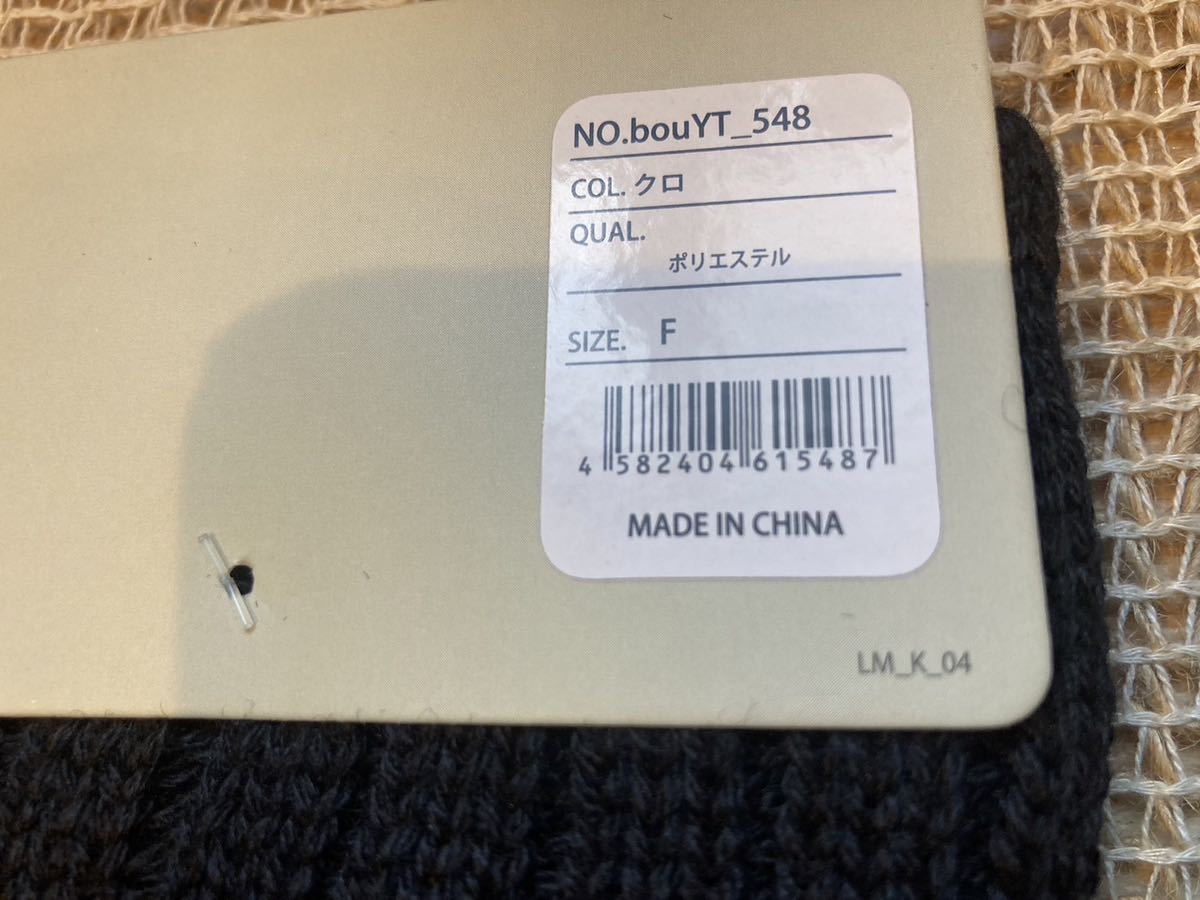 NO.bouYT_548
COL. クロ
QUAL.
ポリエステル
SIZE. F
4 582404 615487
MADE IN CHINA
LM_K_04